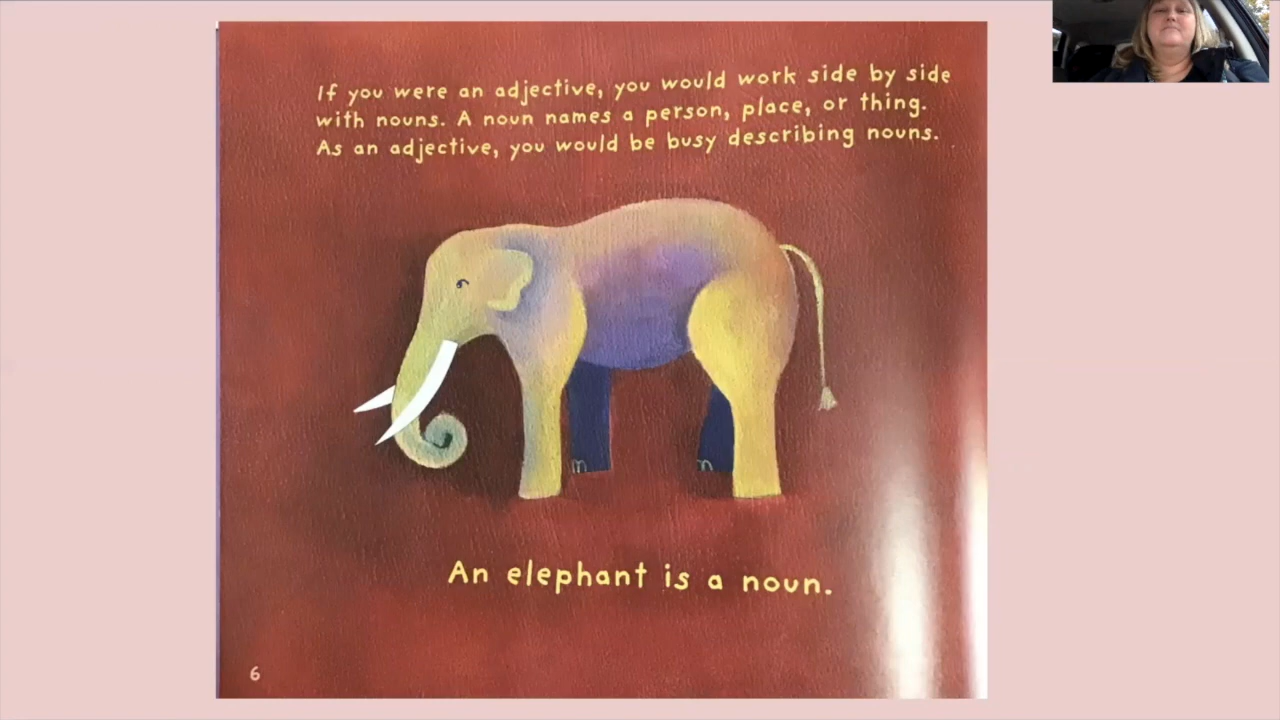 If you were an adjective, you would work side by side
with nouns. A noun names a person, place, or thing.
As an adjective, you would be busy describing nouns.
An elephant is a noun.
6